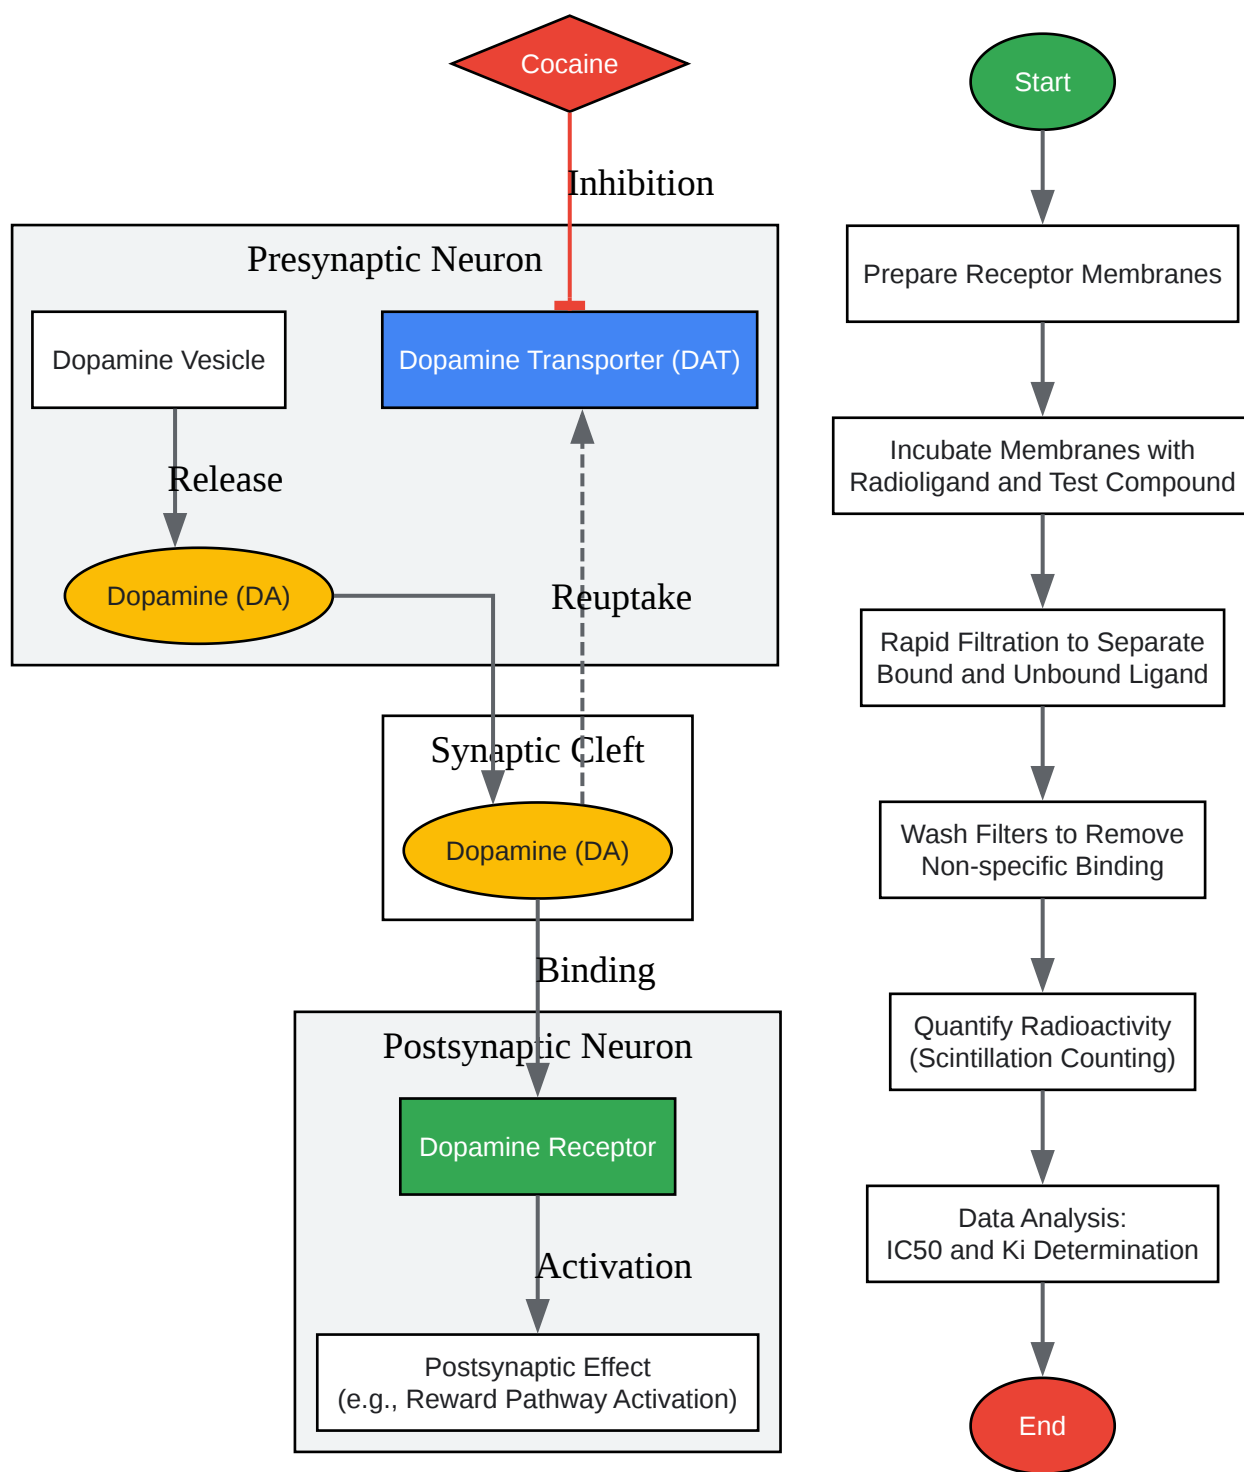 Cocaine
Inhibition
Presynaptic Neuron
Dopamine Vesicle
Dopamine Transporter (DAT)
Release
Dopamine (DA)
Reuptake
Synaptic Cleft
Dopamine (DA)
Binding
Postsynaptic Neuron
Dopamine Receptor
Activation
Postsynaptic Effect
(e.g., Reward Pathway Activation)
Start
Prepare Receptor Membranes
Incubate Membranes with
Radioligand and Test Compound
Rapid Filtration to Separate
Bound and Unbound Ligand
Wash Filters to Remove
Non-specific Binding
Quantify Radioactivity
(Scintillation Counting)
Data Analysis:
IC50 and Ki Determination
End